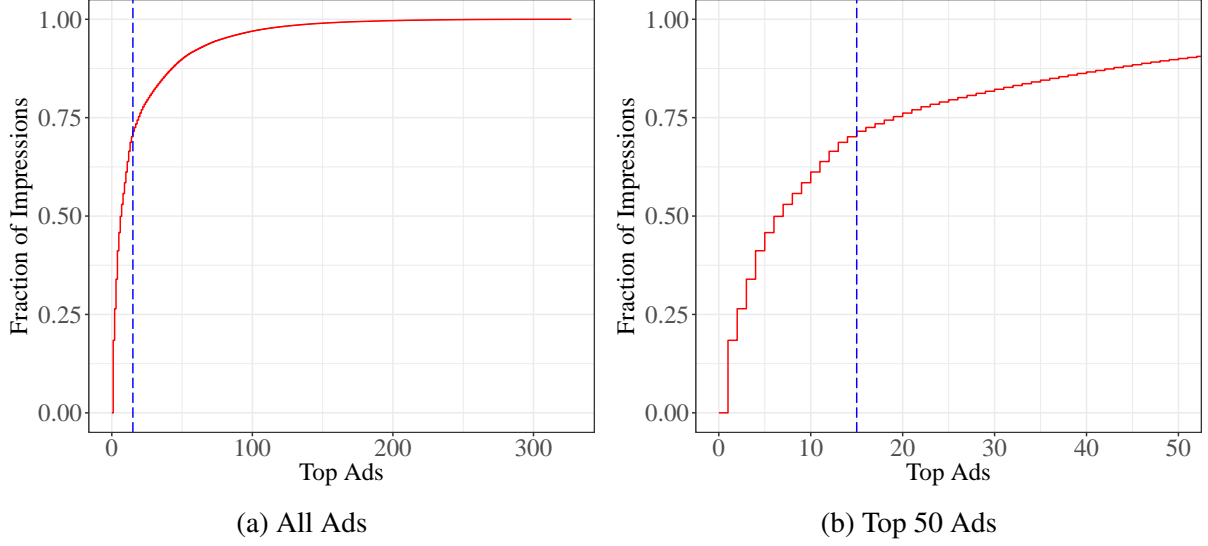 1.00
0.75
0.50
0.25
0.00
Fraction of Impressions
0 100 200 300
Top Ads
(a) All Ads
1.00
0.75
0.50
0.25
0.00
Fraction of Impressions
0 10 20 30 40 50
Top Ads
(b) Top 50 Ads